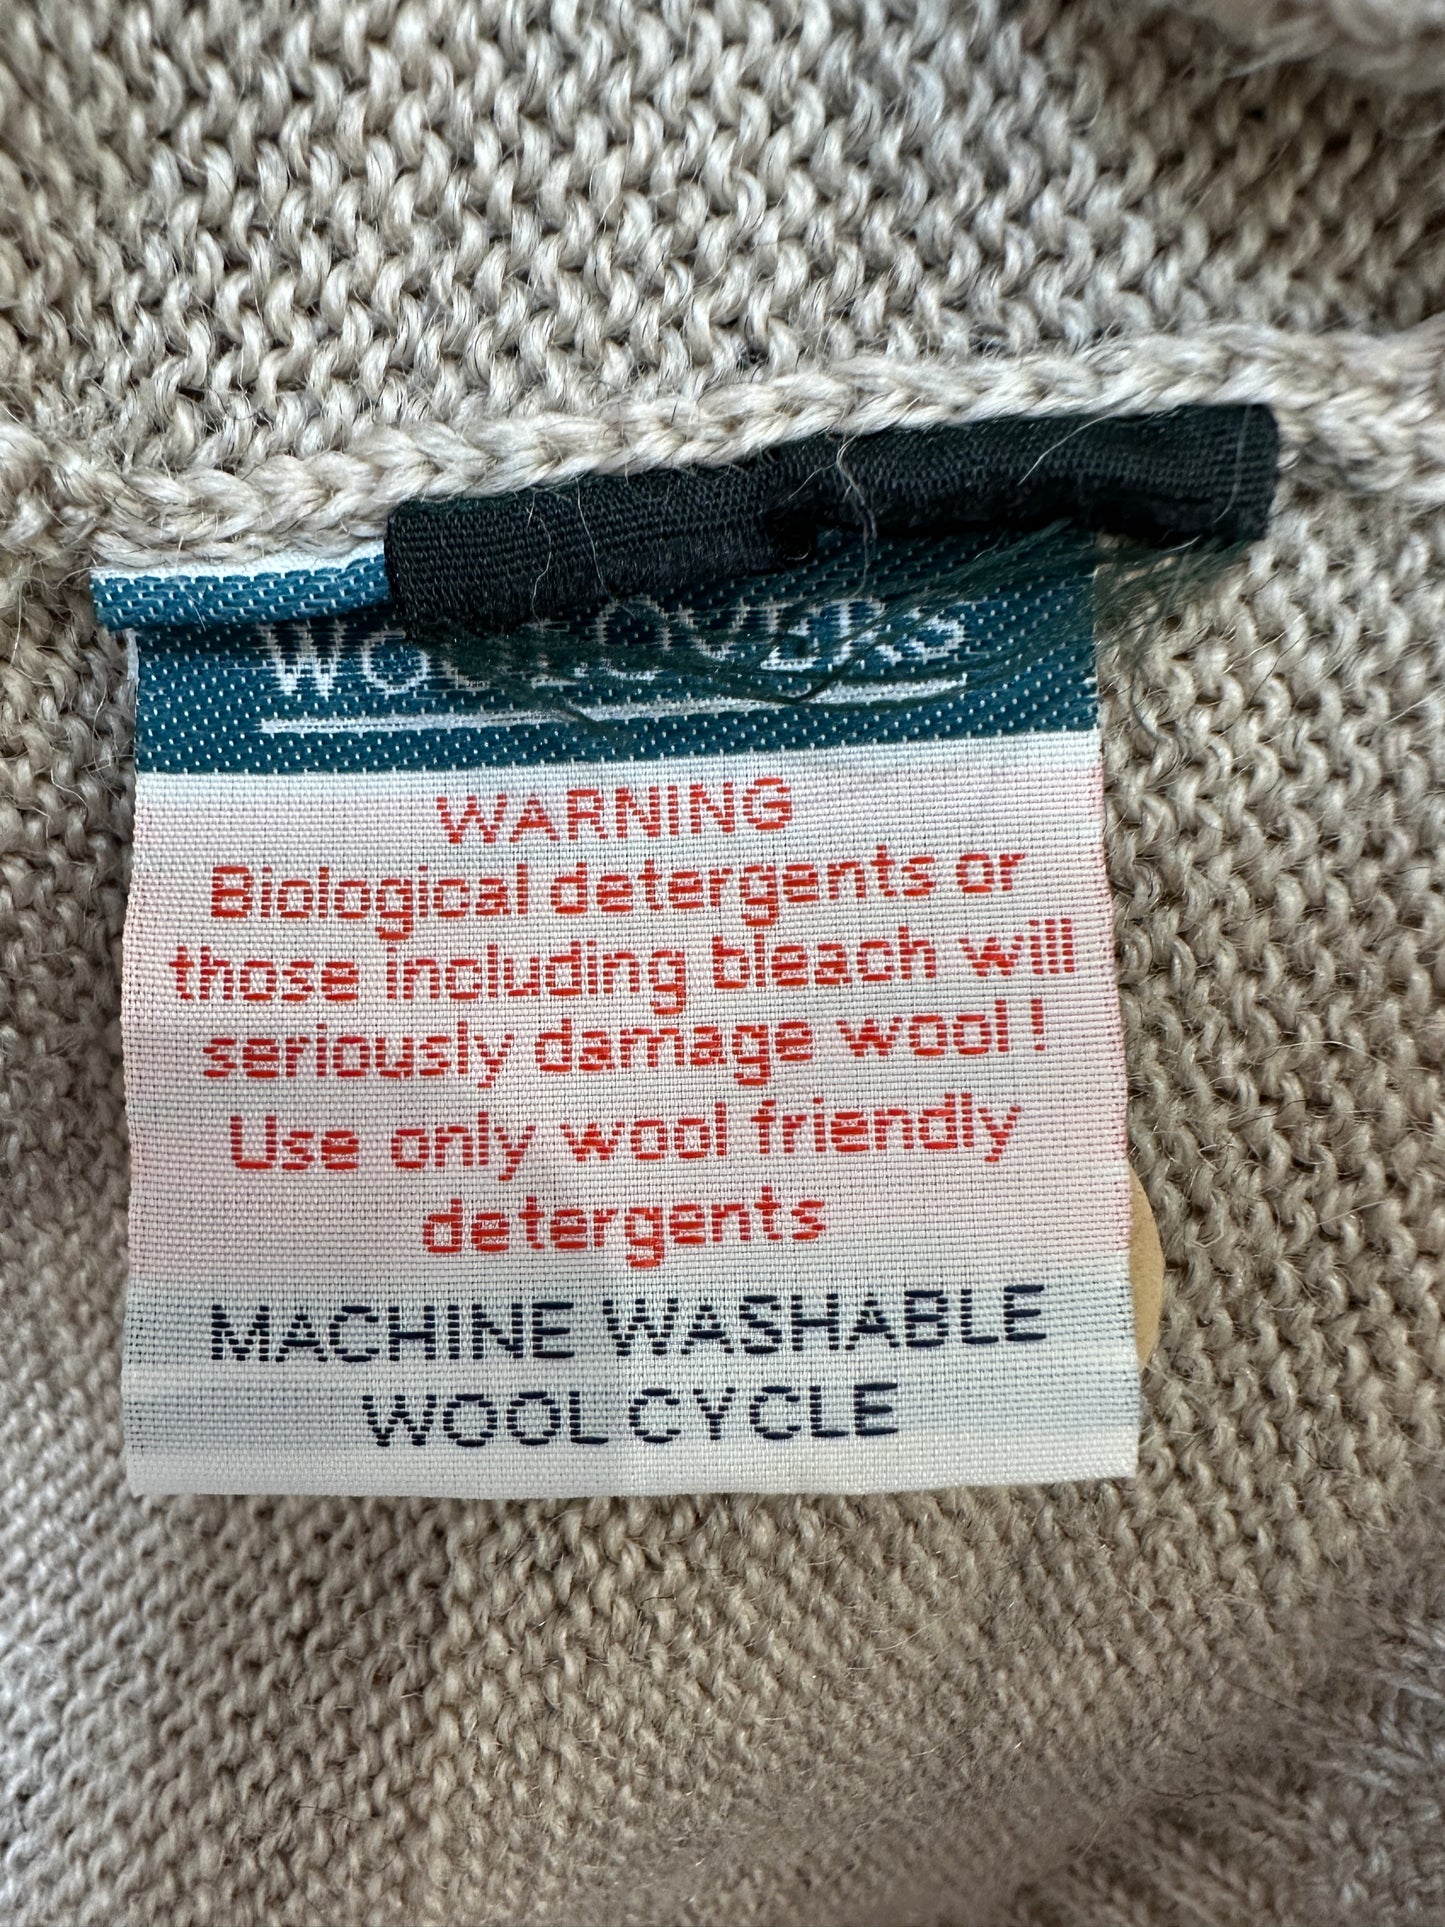 WOOLOVERS
WARNING
Biological detergents or
those including bleach will
seriously damage wool!
Use only wool friendly
detergents
MACHINE WASHABLE
WOOL CYCLE